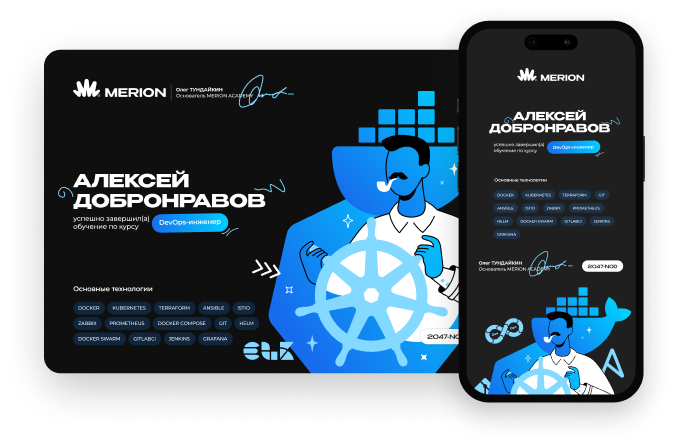 MERION
Олег ТУНДАЙКИН
Основатель MERION ACADEMY
АЛЕКСЕЙ
ДОБРОНРАВОВ
успешно завершил(а)
обучение по курсу
DevOps-инженер
Основные технологии
DOCKER KUBERNETES TERRAFORM ANSIBLE ISTIO
ZABBIX PROMETHEUS DOCKER COMPOSE GIT HELM
DOCKER SWARM GITLABCI JENKINS GRAFANA
2047-NO
MERION
АЛЕКСЕЙ
ДОБРОНРАВОВ
успешно завершил(а)
обучение по курсу
DevOps-инженер
Основные технологии
DOCKER KUBERNETES TERRAFORM GIT
ANSIBLE ISTIO ZABBIX PROMETHEUS
HELM DOCKER SWARM GITLABCI JENKINS
GRAFANA
Олег ТУНДАЙКИН
Основатель MERION ACADEMY
2047-NOD